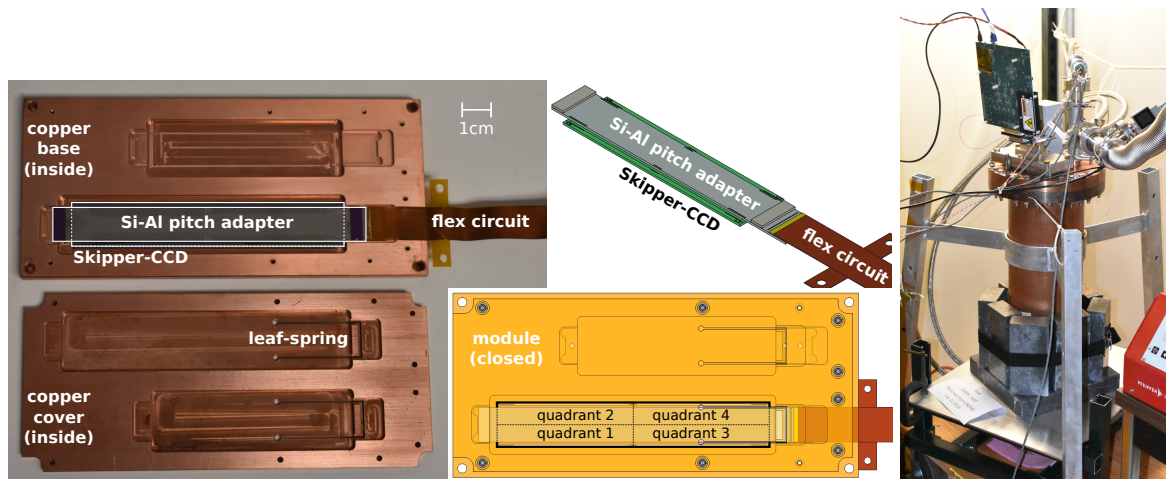 copper
base
(inside)
1cm
Si-Al pitch adapter
flex circuit
Skipper-CCD
leaf-spring
copper
cover
(inside)
Si-Al pitch adapter
Skipper-CCD
flex circuit
module
(closed)
quadrant 2
quadrant 4
quadrant 1
quadrant 3